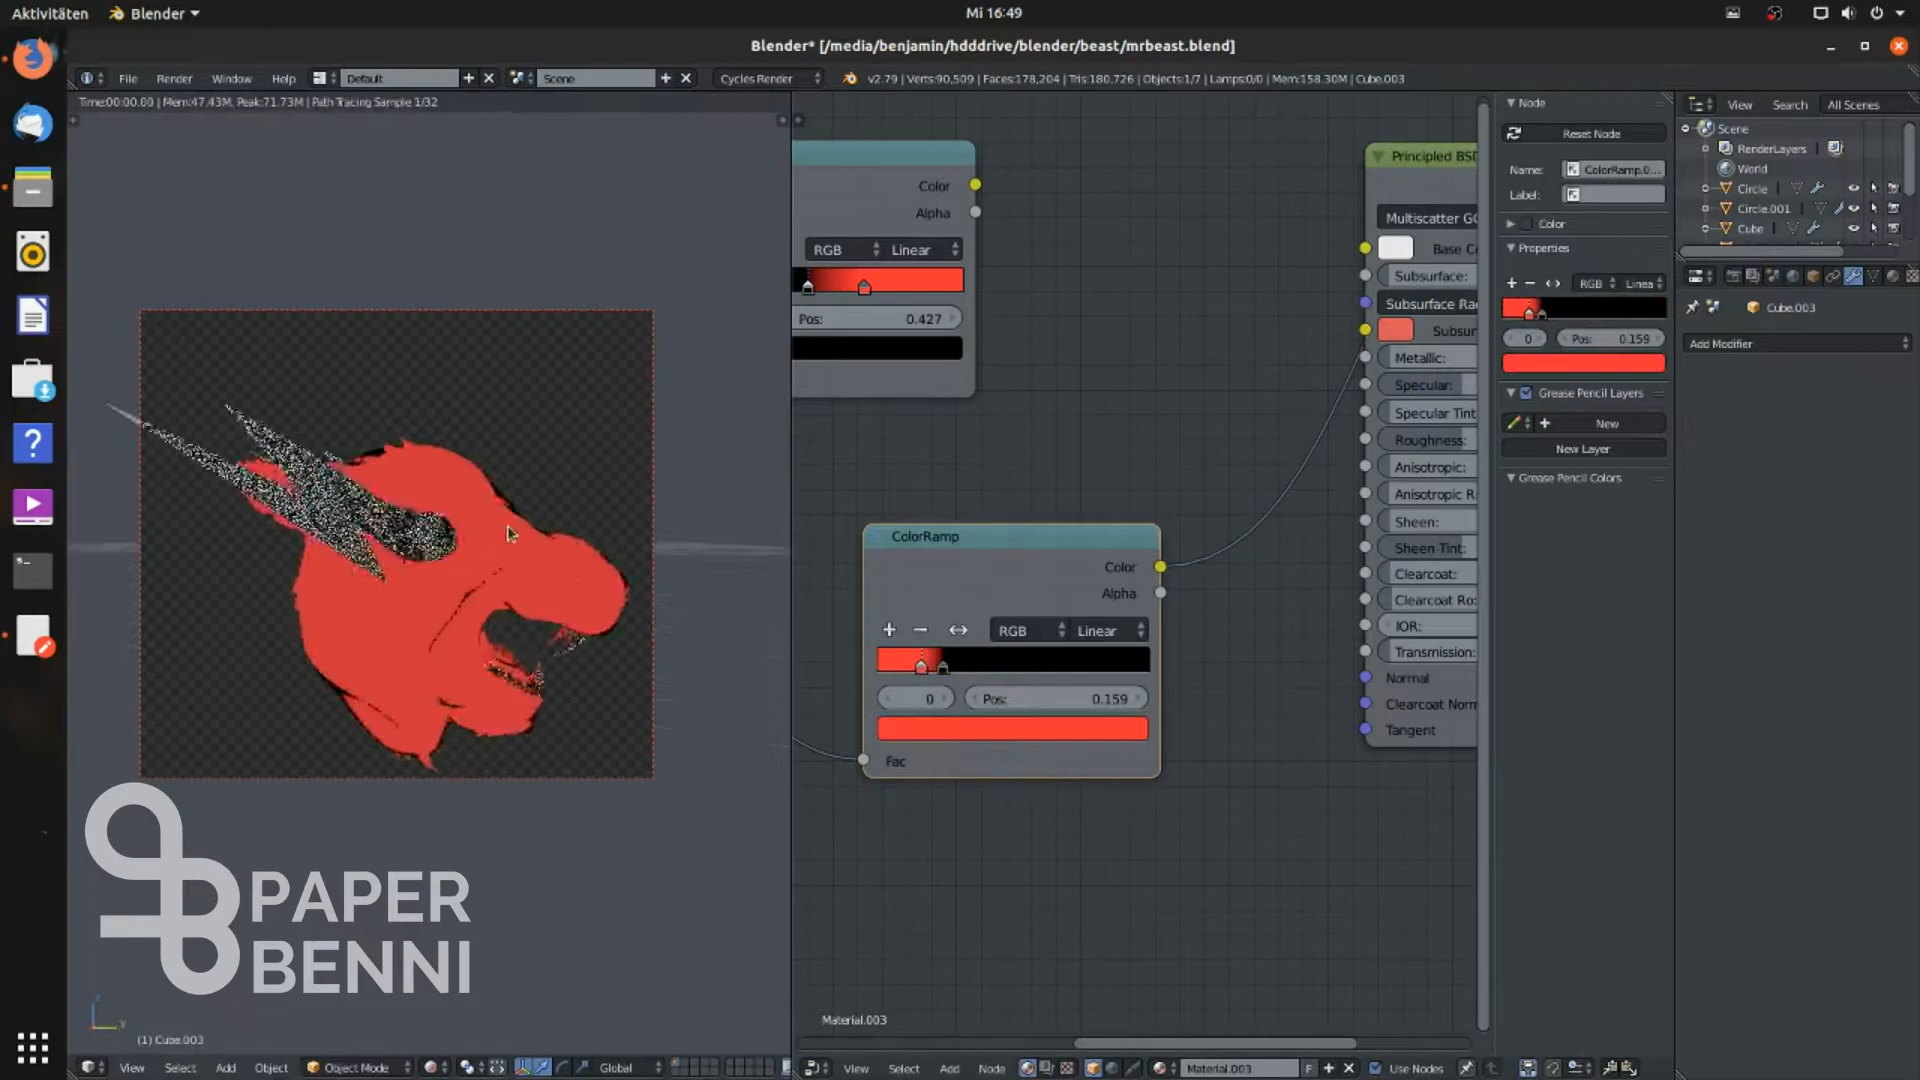 Aktivitäten
Blender
Mi 16:49
Blender* [/media/benjamin/hdddrive/blender/beast/mrbeast.blend]
File Render Window Help Default Scene Cycles Render v2.79 | Verts:90,509 | Faces:178,204 | Tris:180,726 | Objects:1/7 | Lamps:0/0 | Mem:158.30M | Cube.003
Time:00:00.00 | Mem:47.43M, Peak:71.73M | Path Tracing Sample 1/32
Color
Alpha
RGB Linear
Pos: 0.427
ColorRamp
Color
Alpha
RGB Linear
0 Pos: 0.159
Fac
Principled BSD
Multiscatter GG
Base C
Subsurface:
Subsurface Rad
Subsur
Metallic:
Specular:
Specular Tint
Roughness:
Anisotropic:
Anisotropic R
Sheen:
Sheen Tint:
Clearcoat:
Clearcoat Ro:
IOR:
Transmission:
Normal
Clearcoat Norm
Tangent
Node
Reset Node
Name: ColorRamp.0...
Label:
Color
Properties
RGB Linea
0 Pos: 0.159
Grease Pencil Layers
New
New Layer
Grease Pencil Colors
View Search All Scenes
Scene
RenderLayers
World
Circle
Circle.001
Cube
Cube.003
Add Modifier
PAPER
BENNI
(1) Cube.003
Material.003
View Select Add Object Object Mode Global
View Select Add Node Material.003 F Use Nodes